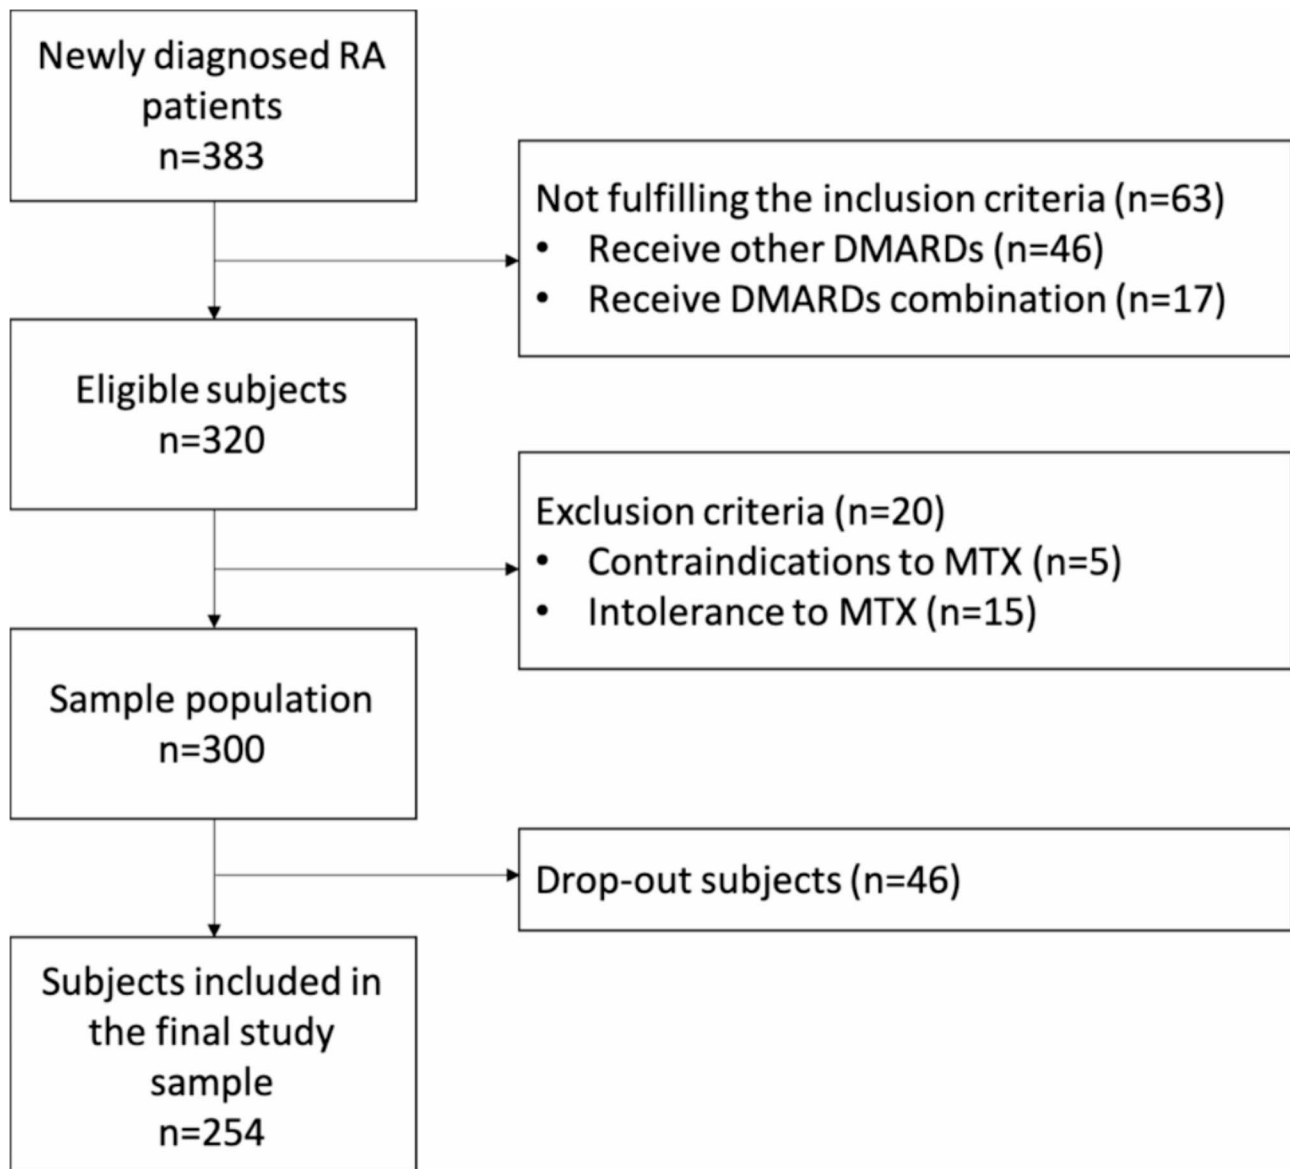 Newly diagnosed RA
patients
n=383
Not fulfilling the inclusion criteria (n=63)
• Receive other DMARDs (n=46)
• Receive DMARDs combination (n=17)
Eligible subjects
n=320
Exclusion criteria (n=20)
• Contraindications to MTX (n=5)
• Intolerance to MTX (n=15)
Sample population
n=300
Drop-out subjects (n=46)
Subjects included in
the final study
sample
n=254